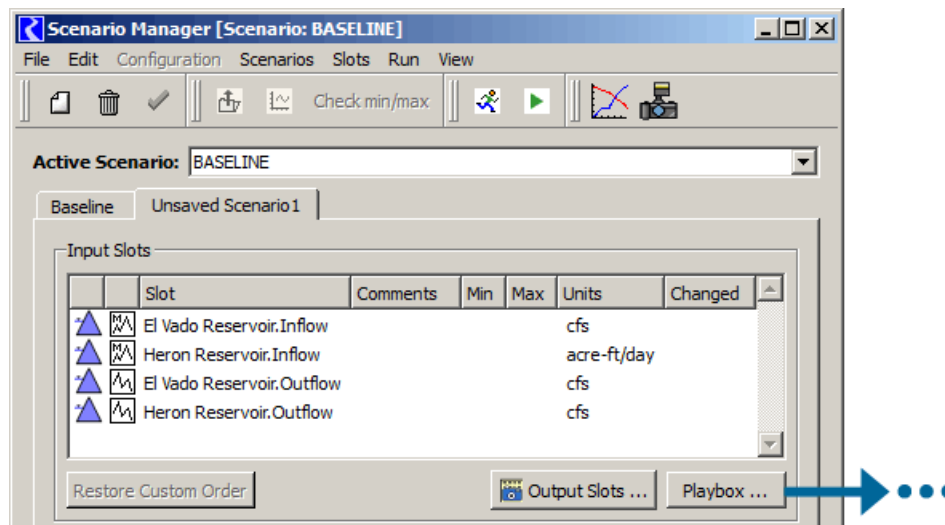 Scenario Manager [Scenario: BASELINE]
File Edit Configuration Scenarios Slots Run View
Check min/max
Active Scenario: BASELINE
Baseline Unsaved Scenario1
Input Slots
Slot Comments Min Max Units Changed
El Vado Reservoir.Inflow cfs
Heron Reservoir.Inflow acre-ft/day
El Vado Reservoir.Outflow cfs
Heron Reservoir.Outflow cfs
Restore Custom Order Output Slots ... Playbox ...